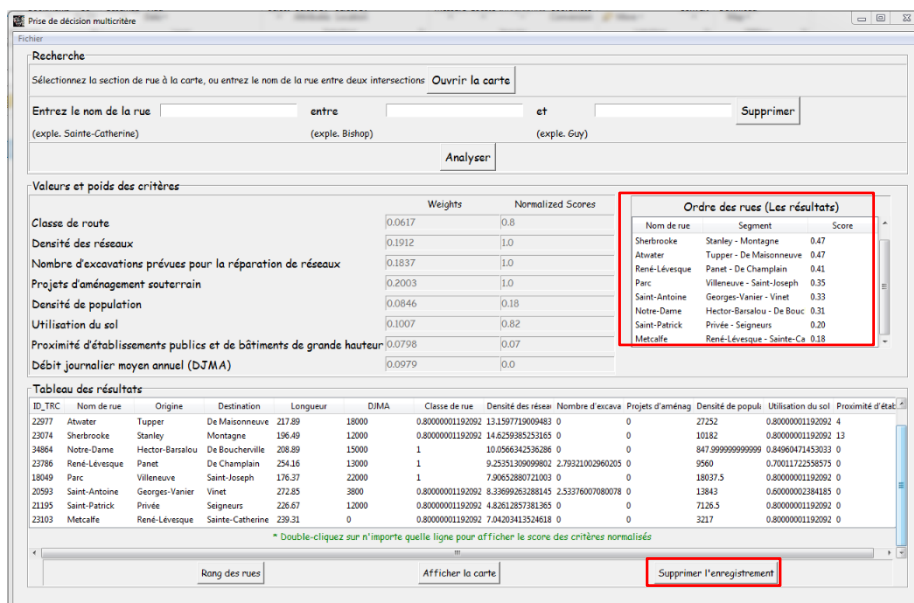 Prise de décision multicritère
Fichier
Recherche
Sélectionnez la section de rue à la carte, ou entrez le nom de la rue entre deux intersections Ouvrir la carte
Entrez le nom de la rue entre et Supprimer
(exple. Sainte-Catherine) (exple. Bishop) (exple. Guy)
Analyser
Valeurs et poids des critères
Weights Normalized Scores
Classe de route 0.0617 0.8
Densité des réseaux 0.1912 1.0
Nombre d'excavations prévues pour la réparation de réseaux 0.1837 1.0
Projets d'aménagement souterrain 0.2003 1.0
Densité de population 0.0846 0.18
Utilisation du sol 0.1007 0.82
Proximité d'établissements publics et de bâtiments de grande hauteur 0.0798 0.07
Débit journalier moyen annuel (DJMA) 0.0979 0.0
Ordre des rues (Les résultats)
Nom de rue Segment Score
Sherbrooke Stanley - Montagne 0.47
Atwater Tupper - De Maisonneuve 0.47
René-Lévesque Panet - De Champlain 0.41
Parc Villeneuve - Saint-Joseph 0.35
Saint-Antoine Georges-Vanier - Vinet 0.33
Notre-Dame Hector-Barsalou - De Bouc 0.31
Saint-Patrick Privée - Seigneurs 0.20
Metcalfe René-Lévesque - Sainte-Ca 0.18
Tableau des résultats
ID_TRC Nom de rue Origine Destination Longueur DJMA Classe de rue Densité des réseau Nombre d'excava Projets d'aménag Densité de populi Utilisation du sol Proximité d'étab
22977 Atwater Tupper De Maisonneuve 217.89 18000 0.80000001192092 13.1597719009483 0 0 27252 0.80000001192092 4
23074 Sherbrooke Stanley Montagne 196.49 12000 0.80000001192092 14.6259385253165 0 0 10182 0.80000001192092 13
34864 Notre-Dame Hector-Barsalou De Boucherville 208.89 15000 1 10.0566342536286 0 0 847.999999999999 0.84960471453033 0
23786 René-Lévesque Panet De Champlain 254.16 13000 1 9.25351309099802 2.79321002960205 0 9560 0.70011722558575 0
18049 Parc Villeneuve Saint-Joseph 176.37 22000 1 7.90652880721003 0 0 18037.5 0.80000001192092 0
20593 Saint-Antoine Georges-Vanier Vinet 272.85 3800 0.80000001192092 8.33699263288145 2.53376007080078 0 13843 0.60000002384185 0
21195 Saint-Patrick Privée Seigneurs 226.67 12000 0.80000001192092 4.82612857381365 0 0 7126.5 0.80000001192092 0
23103 Metcalfe René-Lévesque Sainte-Catherine 239.31 0 0.80000001192092 7.04203413524618 0 0 3217 0.80000001192092 0
* Double-cliquez sur n'importe quelle ligne pour afficher le score des critères normalisés
Rang des rues Afficher la carte Supprimer l'enregistrement